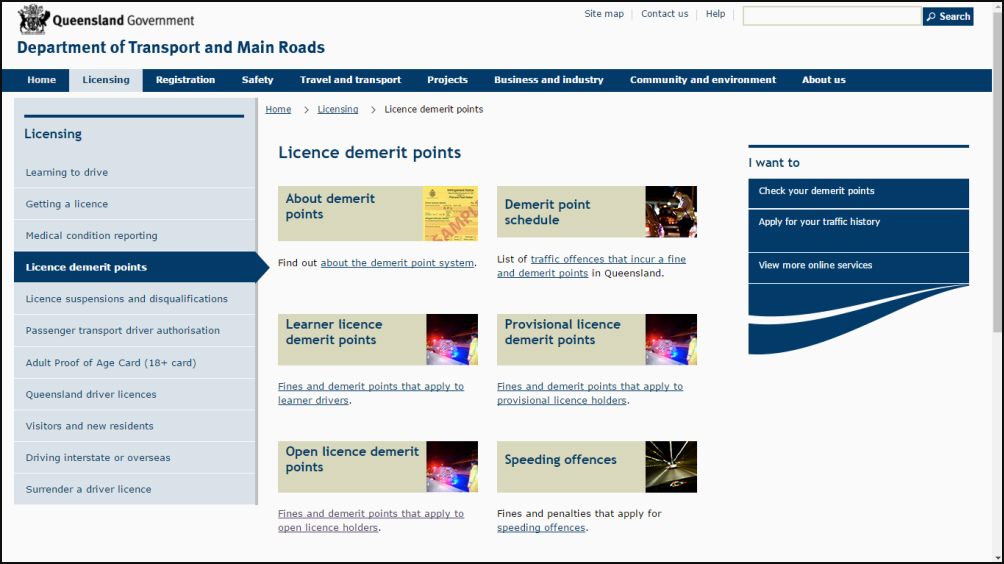 Queensland Government
Site map
Contact us
Help
Search
Department of Transport and Main Roads
Home
Licensing
Registration
Safety
Travel and transport
Projects
Business and industry
Community and environment
About us
Home
Licensing
Licence demerit points
Licensing
Learning to drive
Getting a licence
Medical condition reporting
Licence demerit points
Licence suspensions and disqualifications
Passenger transport driver authorisation
Adult Proof of Age Card (18+ card)
Queensland driver licences
Visitors and new residents
Driving interstate or overseas
Surrender a driver licence
Licence demerit points
About demerit
points
SAMPL
Find out about the demerit point system.
Demerit point
schedule
List of traffic offences that incur a fine
and demerit points in Queensland.
Learner licence
demerit points
Fines and demerit points that apply to
learner drivers.
Provisional licence
demerit points
Fines and demerit points that apply to
provisional licence holders.
Open licence demerit
points
Fines and demerit points that apply to
open licence holders.
Speeding offences
Fines and penalties that apply for
speeding offences.
I want to
Check your demerit points
Apply for your traffic history
View more online services